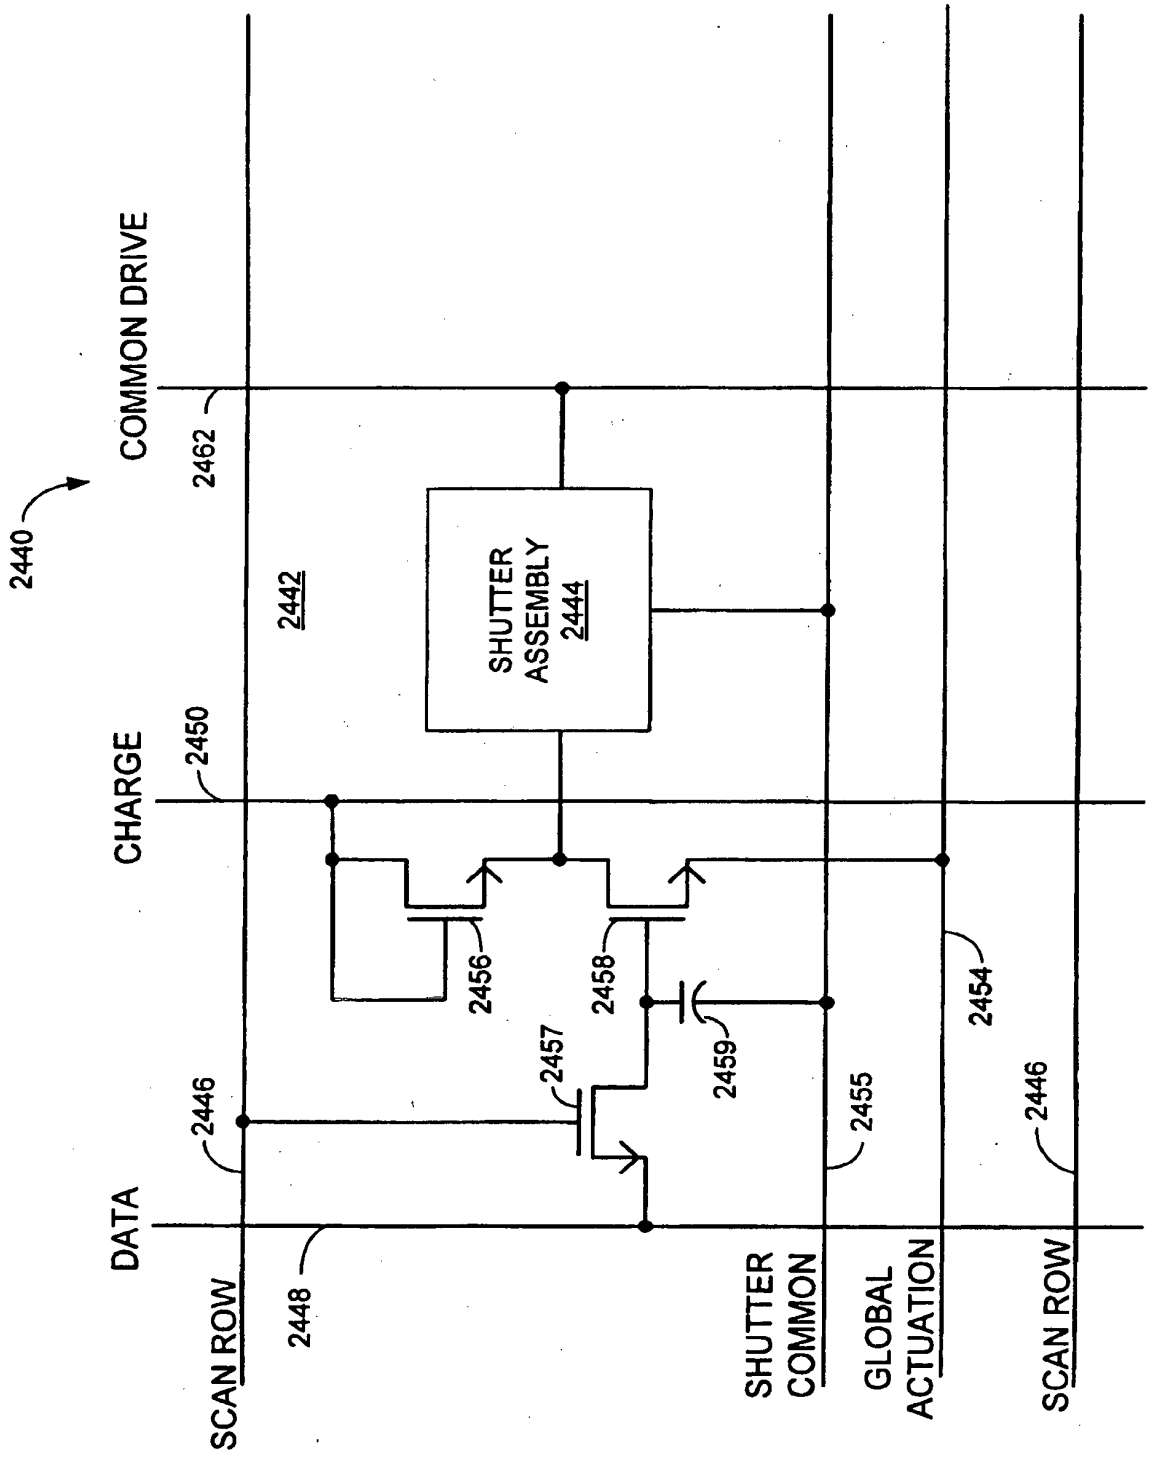 2440
DATA
CHARGE
COMMON DRIVE
SCAN ROW
2446
2450
2462
2448
2442
2456
SHUTTER
ASSEMBLY
2444
2457
2458
2459
SHUTTER
COMMON
2455
GLOBAL
ACTUATION
2454
SCAN ROW
2446